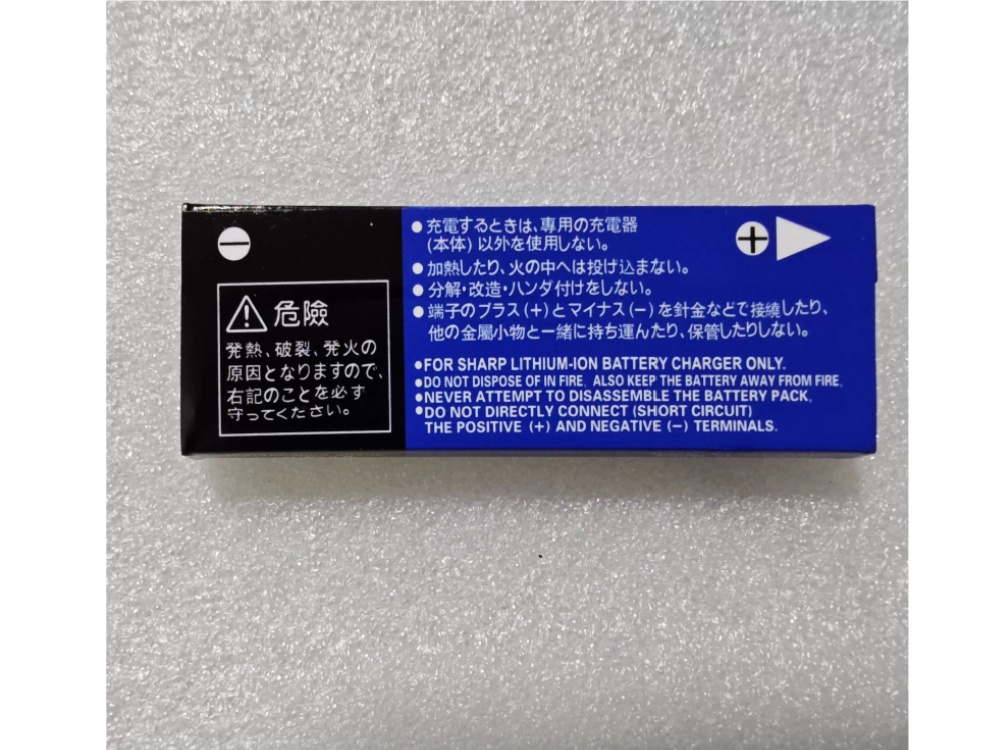 危險
発熱、破裂、発火の
原因となりますので、
右記のことを必ず
守ってください。
●充電するときは、専用の充電器
(本体)以外を使用しない。
●加熱したり、火の中へは投げ込まない。
●分解・改造・ハンダ付けをしない。
●端子のプラス(+)とマイナス(−)を針金などで接続したり、
他の金属小物と一緒に持ち運んだり、保管したりしない。
●FOR SHARP LITHIUM-ION BATTERY CHARGER ONLY.
●DO NOT DISPOSE OF IN FIRE, ALSO KEEP THE BATTERY AWAY FROM FIRE.
●NEVER ATTEMPT TO DISASSEMBLE THE BATTERY PACK.
●DO NOT DIRECTLY CONNECT (SHORT CIRCUIT)
THE POSITIVE (+) AND NEGATIVE (−) TERMINALS.